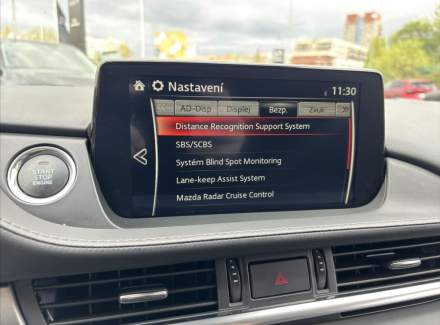 Nastavení
11:30
AD-Disp Displej Bezp. Zvuk
Distance Recognition Support System
SBS/SCBS
Systém Blind Spot Monitoring
Lane-keep Assist System
Mazda Radar Cruise Control
START
STOP
ENGINE